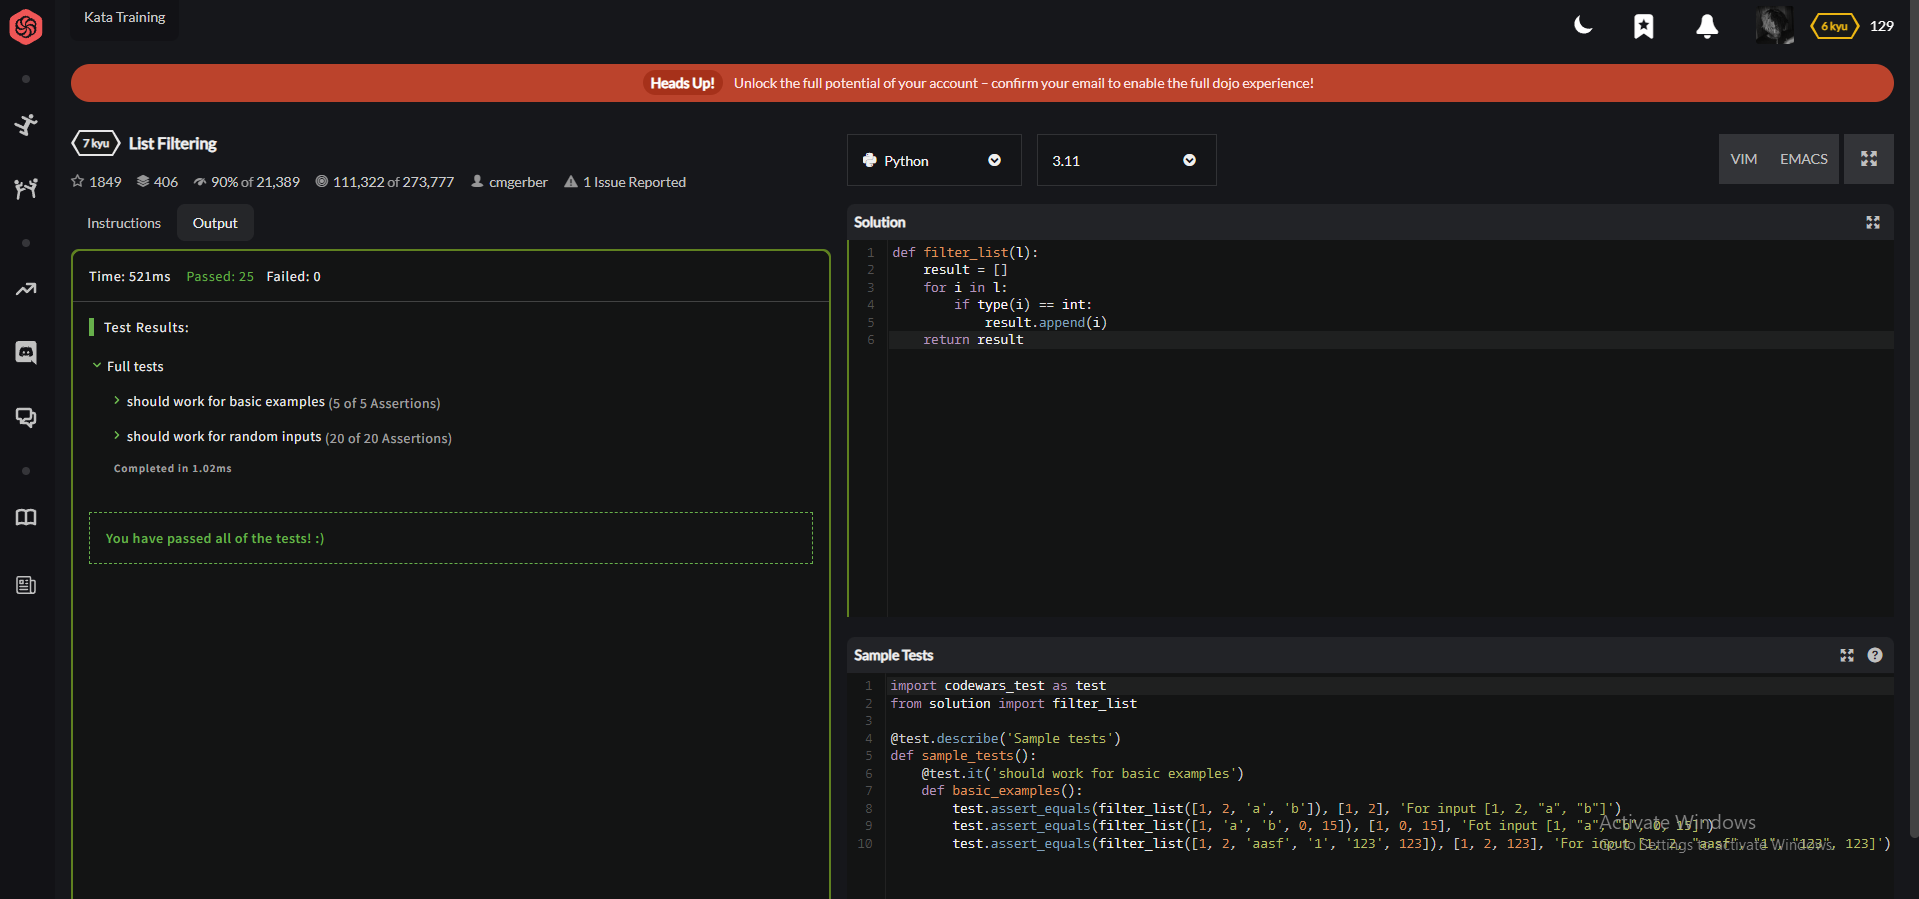 Kata Training
6 kyu 129
Heads Up! Unlock the full potential of your account – confirm your email to enable the full dojo experience!
7 kyu List Filtering
1849 406 90% of 21,389 111,322 of 273,777 cmgerber 1 Issue Reported
Instructions Output
Time: 521ms Passed: 25 Failed: 0
Test Results:
Full tests
should work for basic examples (5 of 5 Assertions)
should work for random inputs (20 of 20 Assertions)
Completed in 1.02ms
You have passed all of the tests! :)
Python 3.11 VIM EMACS
Solution
1 def filter_list(l):
2     result = []
3     for i in l:
4         if type(i) == int:
5             result.append(i)
6     return result
Sample Tests
1 import codewars_test as test
2 from solution import filter_list
3
4 @test.describe('Sample tests')
5 def sample_tests():
6     @test.it('should work for basic examples')
7     def basic_examples():
8         test.assert_equals(filter_list([1, 2, 'a', 'b']), [1, 2], 'For input [1, 2, "a", "b"]')
9         test.assert_equals(filter_list([1, 'a', 'b', 0, 15]), [1, 0, 15], 'Fot input [1, "a", "b", 0, 15]')
10         test.assert_equals(filter_list([1, 2, 'aasf', '1', '123', 123]), [1, 2, 123], 'For input [1, 2, "aasf", "1", "123", 123]')
Activate Windows
Go to Settings to activate Windows.